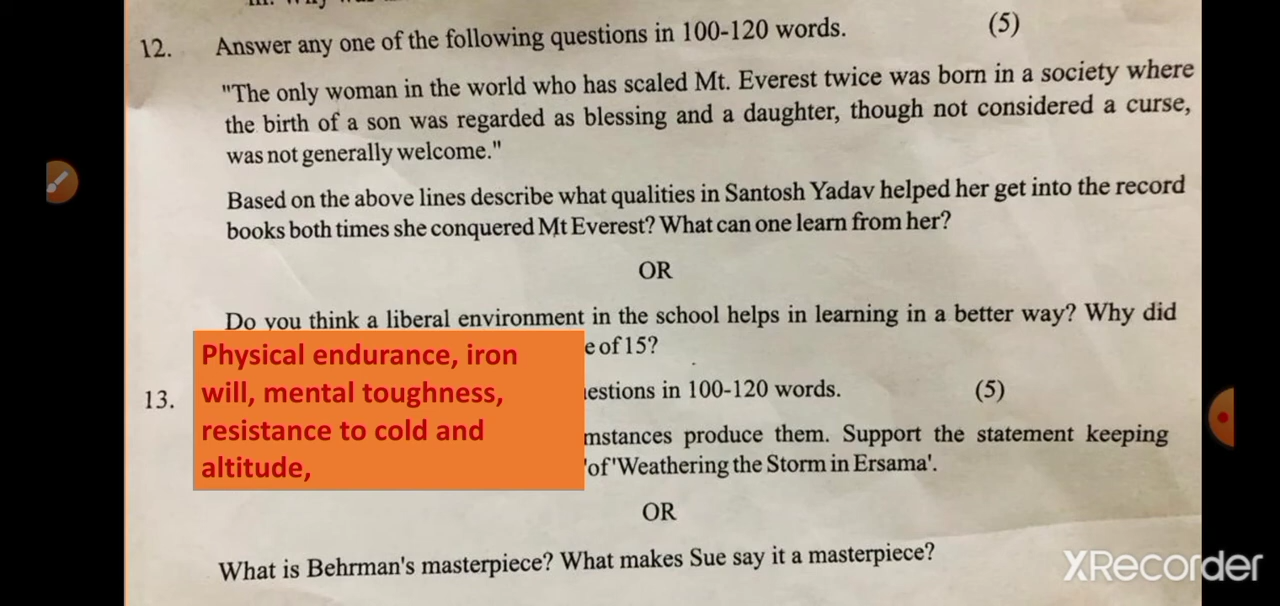 12. Answer any one of the following questions in 100-120 words. (5)
"The only woman in the world who has scaled Mt. Everest twice was born in a society where
the birth of a son was regarded as blessing and a daughter, though not considered a curse,
was not generally welcome."
Based on the above lines describe what qualities in Santosh Yadav helped her get into the record
books both times she conquered Mt Everest? What can one learn from her?
OR
Do you think a liberal environment in the school helps in learning in a better way? Why did
e of 15?
Physical endurance, iron
will, mental toughness,
resistance to cold and
altitude,
13. estions in 100-120 words. (5)
mstances produce them. Support the statement keeping
'of 'Weathering the Storm in Ersama'.
OR
What is Behrman's masterpiece? What makes Sue say it a masterpiece?
XRecorder